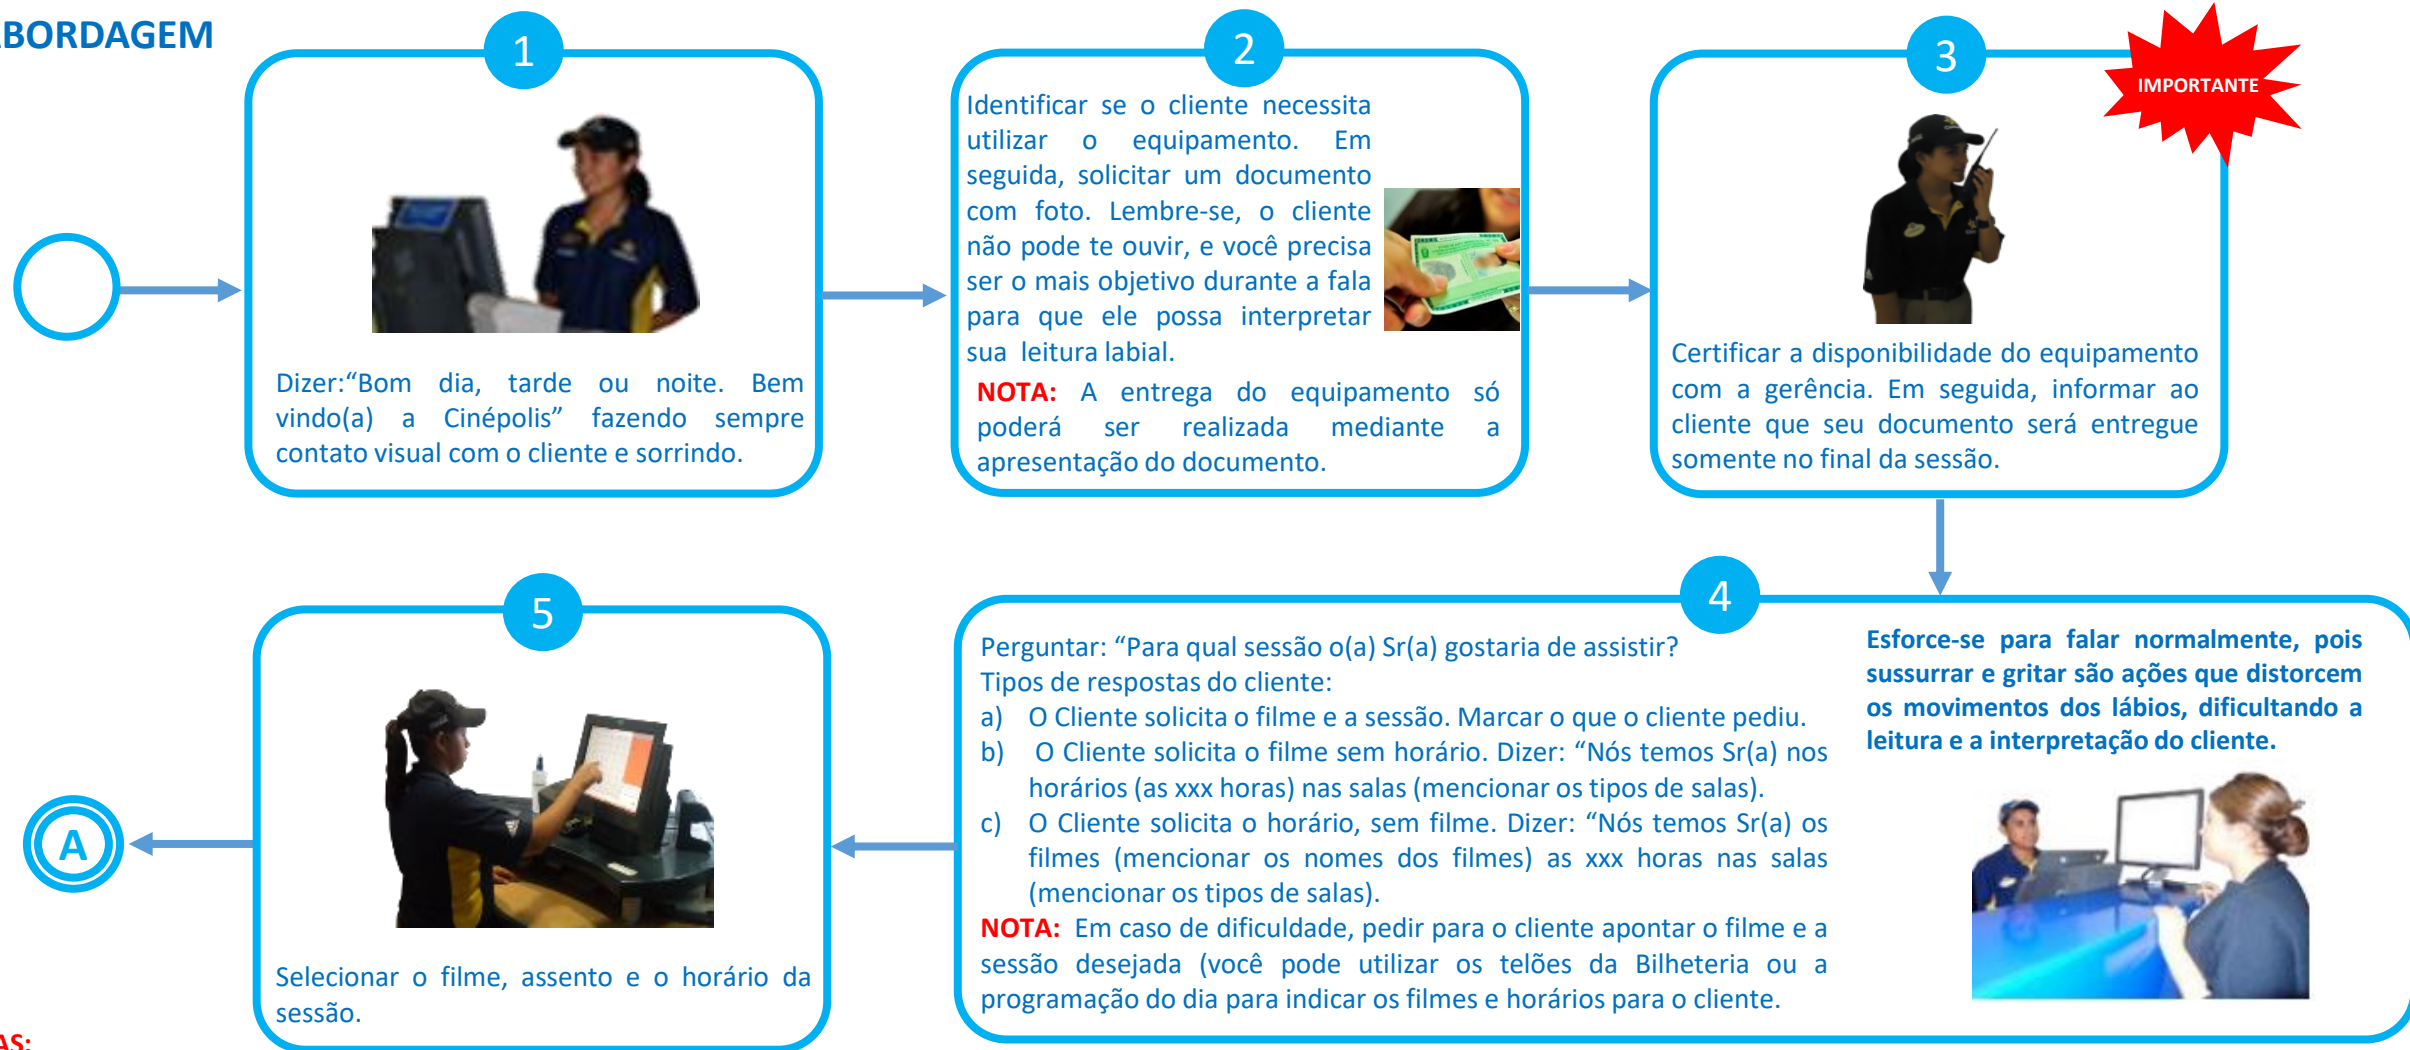 BORDAGEM
1
Dizer:“Bom dia, tarde ou noite. Bem
vindo(a) a Cinépolis” fazendo sempre
contato visual com o cliente e sorrindo.
2
Identificar se o cliente necessita
utilizar o equipamento. Em
seguida, solicitar um documento
com foto. Lembre-se, o cliente
não pode te ouvir, e você precisa
ser o mais objetivo durante a fala
para que ele possa interpretar
sua leitura labial.
NOTA: A entrega do equipamento só
poderá ser realizada mediante a
apresentação do documento.
3
IMPORTANTE
Certificar a disponibilidade do equipamento
com a gerência. Em seguida, informar ao
cliente que seu documento será entregue
somente no final da sessão.
4
Perguntar: “Para qual sessão o(a) Sr(a) gostaria de assistir?
Tipos de respostas do cliente:
a) O Cliente solicita o filme e a sessão. Marcar o que o cliente pediu.
b) O Cliente solicita o filme sem horário. Dizer: “Nós temos Sr(a) nos
horários (as xxx horas) nas salas (mencionar os tipos de salas).
c) O Cliente solicita o horário, sem filme. Dizer: “Nós temos Sr(a) os
filmes (mencionar os nomes dos filmes) as xxx horas nas salas
(mencionar os tipos de salas).
NOTA: Em caso de dificuldade, pedir para o cliente apontar o filme e a
sessão desejada (você pode utilizar os telões da Bilheteria ou a
programação do dia para indicar os filmes e horários para o cliente.
Esforce-se para falar normalmente, pois
sussurrar e gritar são ações que distorcem
os movimentos dos lábios, dificultando a
leitura e a interpretação do cliente.
5
Selecionar o filme, assento e o horário da
sessão.
A
AS: